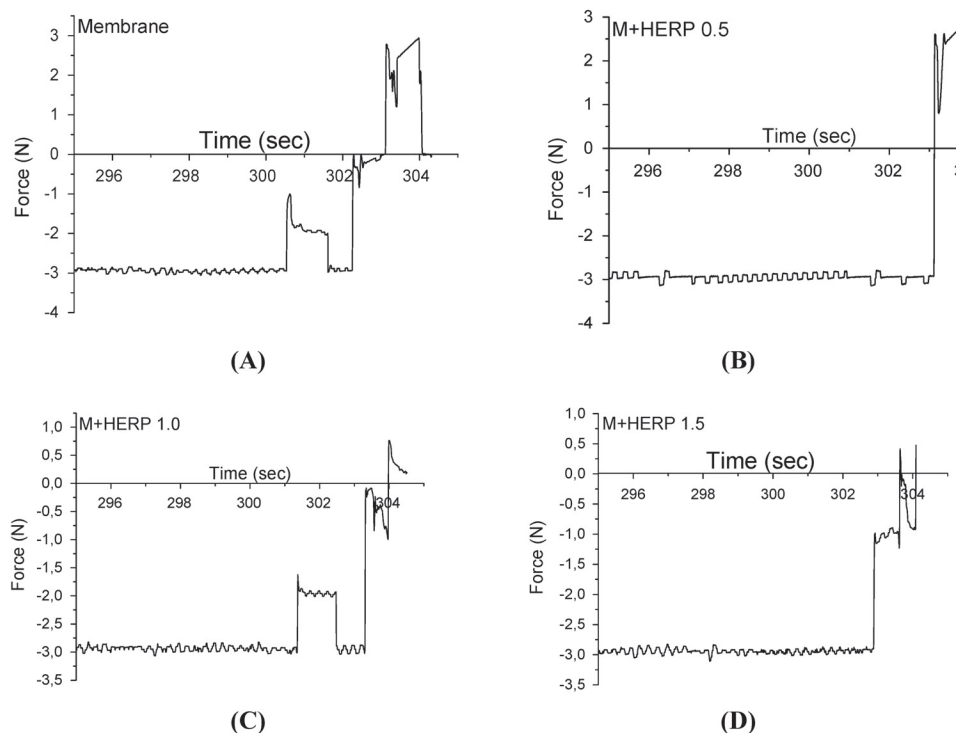 Membrane
3
2
1
0
-1
-2
-3
-4
Force (N)
Time (sec)
296 298 300 302 304
(A)
M+HERP 0.5
3
2
1
0
-1
-2
-3
-4
Force (N)
Time (sec)
296 298 300 302
(B)
M+HERP 1.0
1,0
0,5
0,0
-0,5
-1,0
-1,5
-2,0
-2,5
-3,0
-3,5
Force (N)
Time (sec)
296 298 300 302 304
(C)
M+HERP 1.5
1,0
0,5
0,0
-0,5
-1,0
-1,5
-2,0
-2,5
-3,0
-3,5
Force (N)
Time (sec)
296 298 300 302 304
(D)